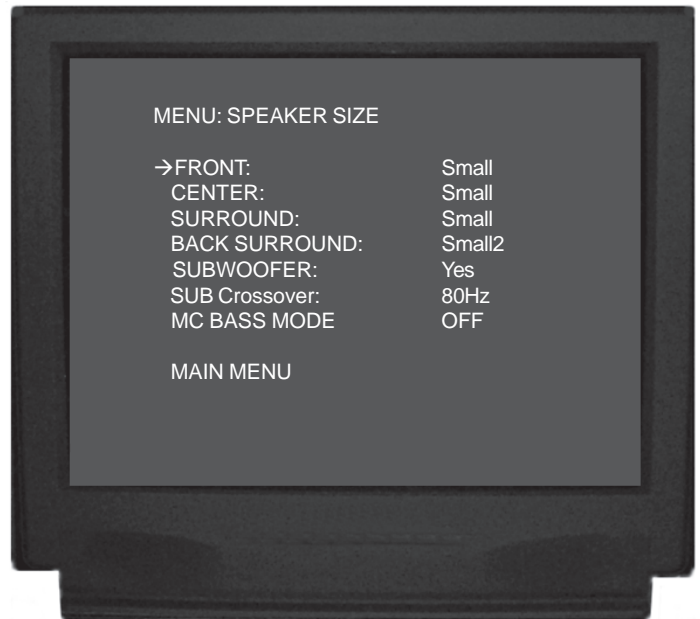 MENU: SPEAKER SIZE
→FRONT: Small
CENTER: Small
SURROUND: Small
BACK SURROUND: Small2
SUBWOOFER: Yes
SUB Crossover: 80Hz
MC BASS MODE OFF
MAIN MENU